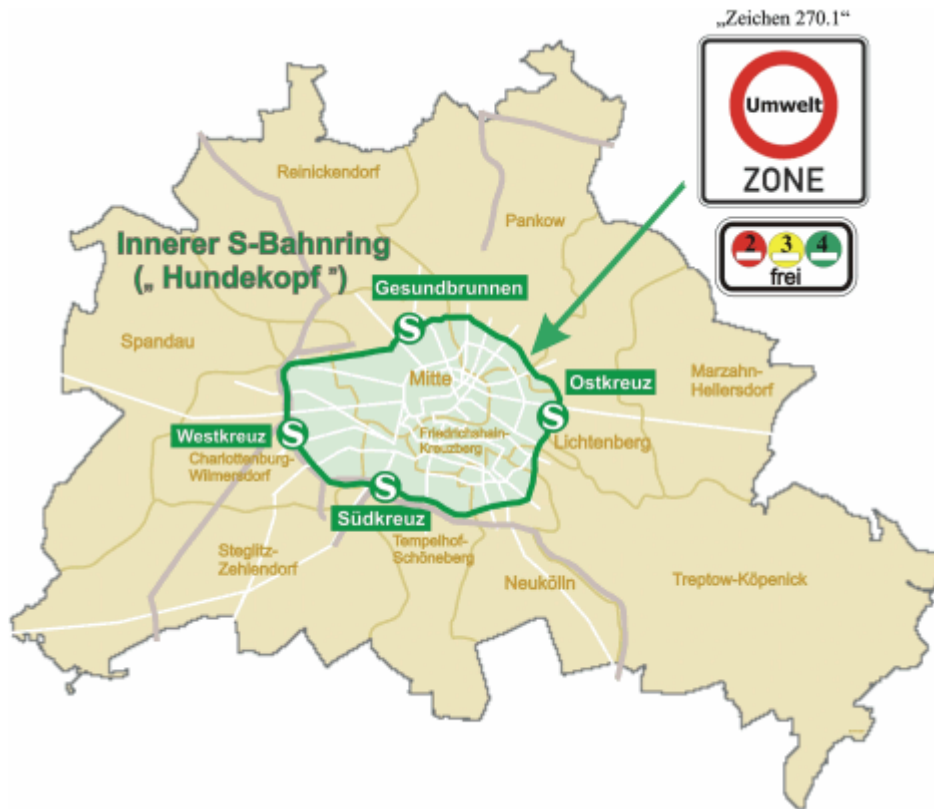 „Zeichen 270.1“
Umwelt
ZONE
2 3 4
frei
Reinickendorf
Pankow
Innerer S-Bahnring
(„ Hundekopf ”)
Gesundbrunnen
S
Spandau
Mitte
Ostkreuz
S
Marzahn-
Hellersdorf
Westkreuz
S
Friedrichshain-
Kreuzberg
Lichtenberg
Charlottenburg-
Wilmersdorf
S
Südkreuz
Tempelhof-
Schöneberg
Steglitz-
Zehlendorf
Neukölln
Treptow-Köpenick